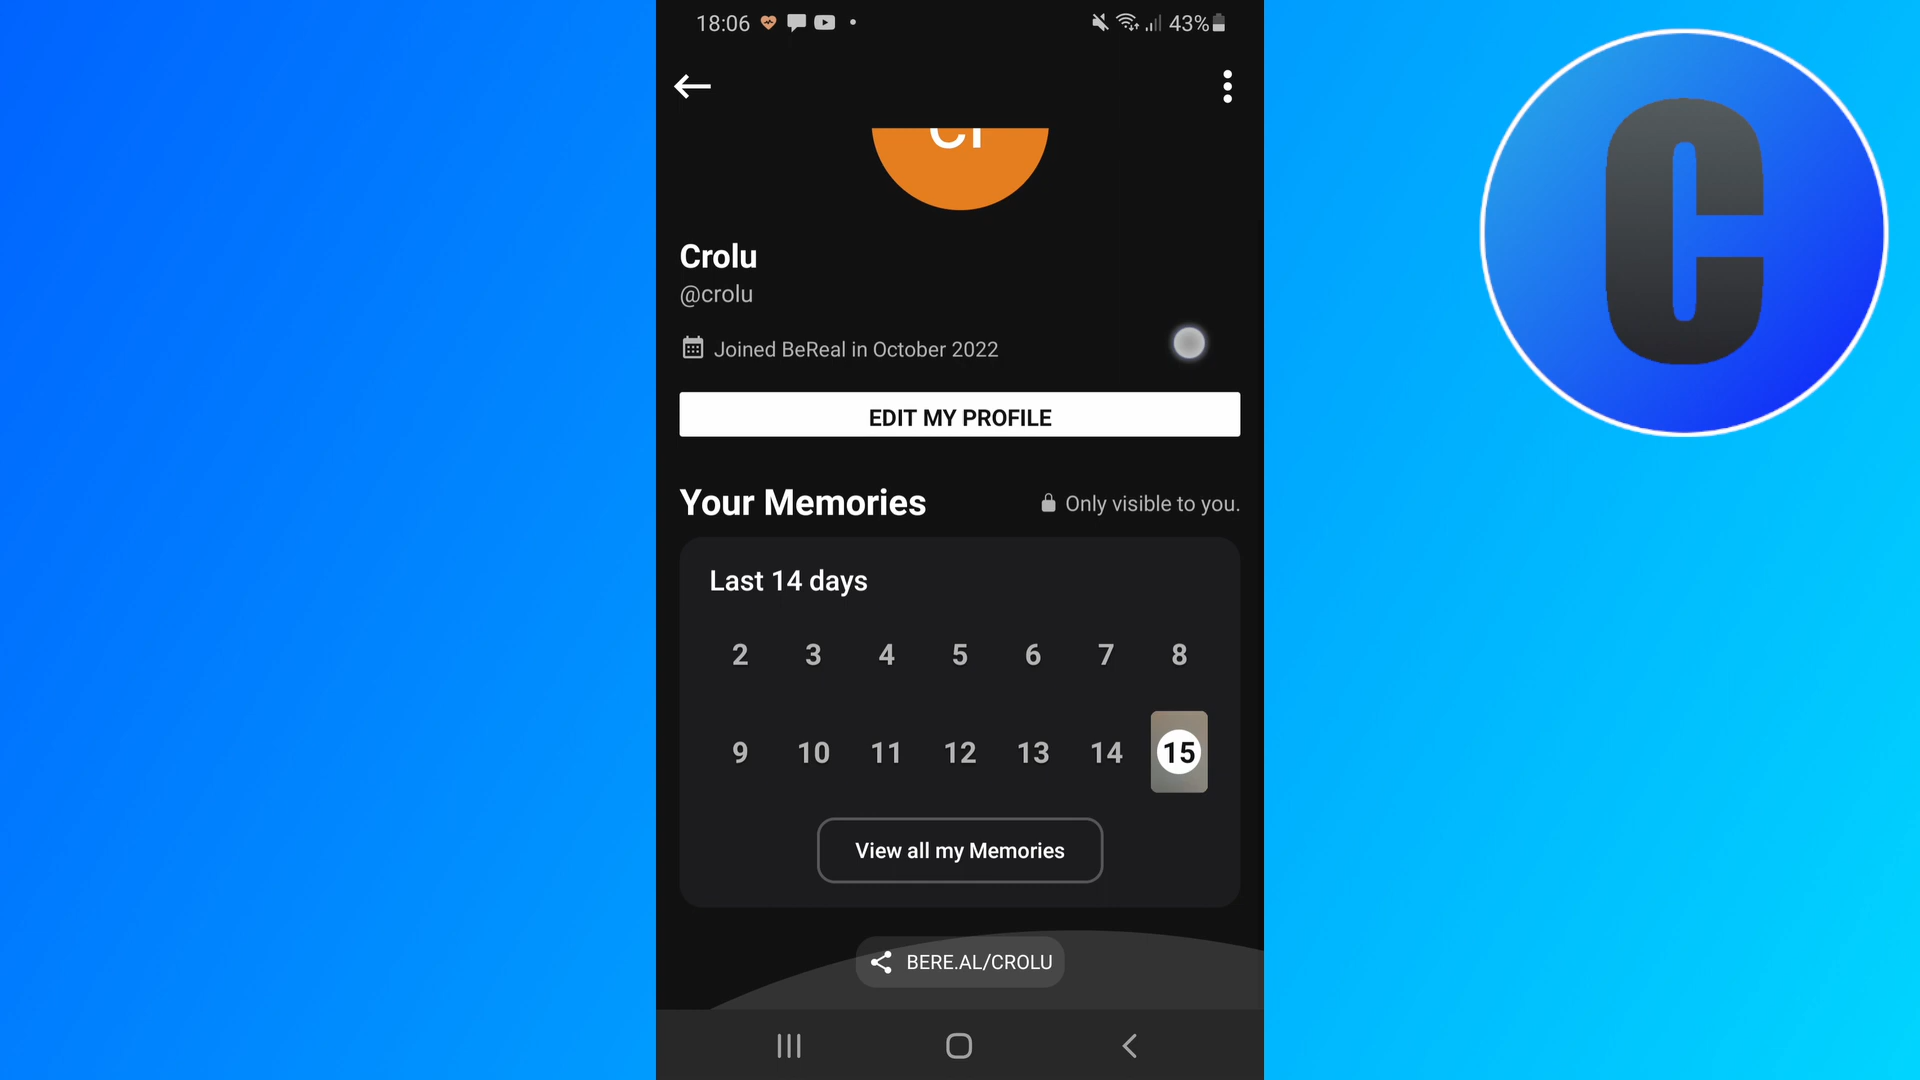 18:06 43%
C
Crolu
@crolu
Joined BeReal in October 2022
EDIT MY PROFILE
Your Memories Only visible to you.
Last 14 days
2 3 4 5 6 7 8
9 10 11 12 13 14 15
View all my Memories
BERE.AL/CROLU